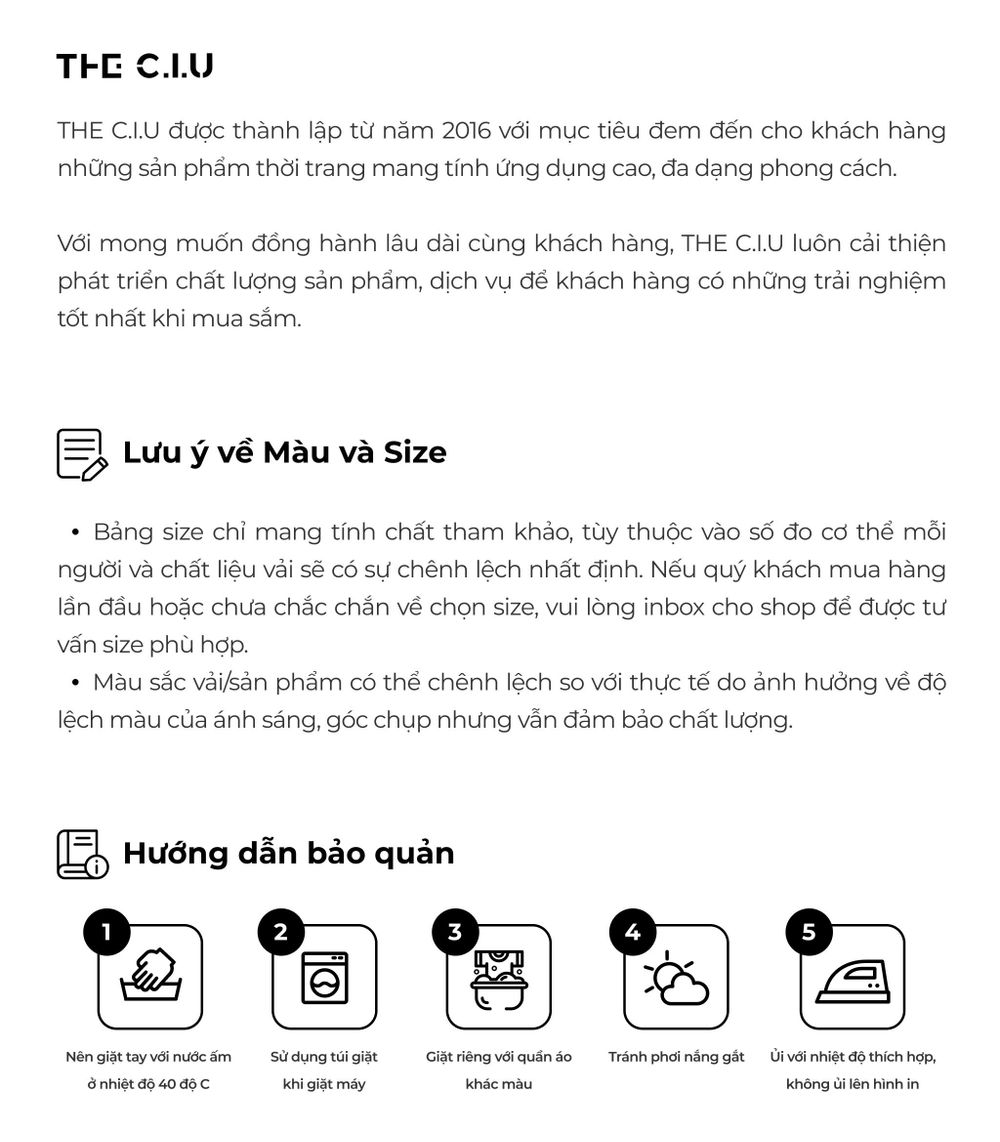 THE C.I.U
THE C.I.U được thành lập từ năm 2016 với mục tiêu đem đến cho khách hàng
những sản phẩm thời trang mang tính ứng dụng cao, đa dạng phong cách.
Với mong muốn đồng hành lâu dài cùng khách hàng, THE C.I.U luôn cải thiện
phát triển chất lượng sản phẩm, dịch vụ để khách hàng có những trải nghiệm
tốt nhất khi mua sắm.
Lưu ý về Màu và Size
• Bảng size chỉ mang tính chất tham khảo, tùy thuộc vào số đo cơ thể mỗi
người và chất liệu vải sẽ có sự chênh lệch nhất định. Nếu quý khách mua hàng
lần đầu hoặc chưa chắc chắn về chọn size, vui lòng inbox cho shop để được tư
vấn size phù hợp.
• Màu sắc vải/sản phẩm có thể chênh lệch so với thực tế do ảnh hưởng về độ
lệch màu của ánh sáng, góc chụp nhưng vẫn đảm bảo chất lượng.
Hướng dẫn bảo quản
1
Nên giặt tay với nước ấm
ở nhiệt độ 40 độ C
2
Sử dụng túi giặt
khi giặt máy
3
Giặt riêng với quần áo
khác màu
4
Tránh phơi nắng gắt
5
Ủi với nhiệt độ thích hợp,
không ủi lên hình in